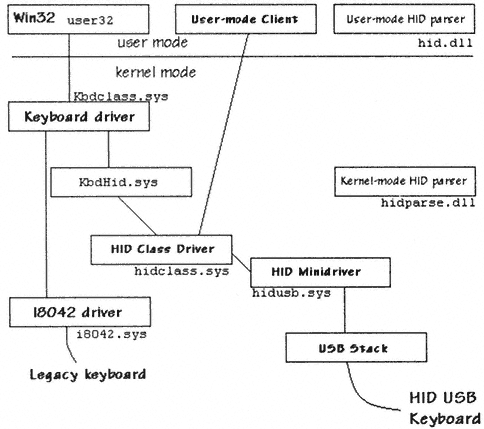 Win32 user32
User-mode Client
User-mode HID parser
hid.dll
user mode
kernel mode
Kbdclass.sys
Keyboard driver
KbdHid.sys
Kernel-mode HID parser
hidparse.dll
HID Class Driver
hidclass.sys
HID Minidriver
hidusb.sys
i8042 driver
i8042.sys
USB Stack
Legacy keyboard
HID USB
Keyboard